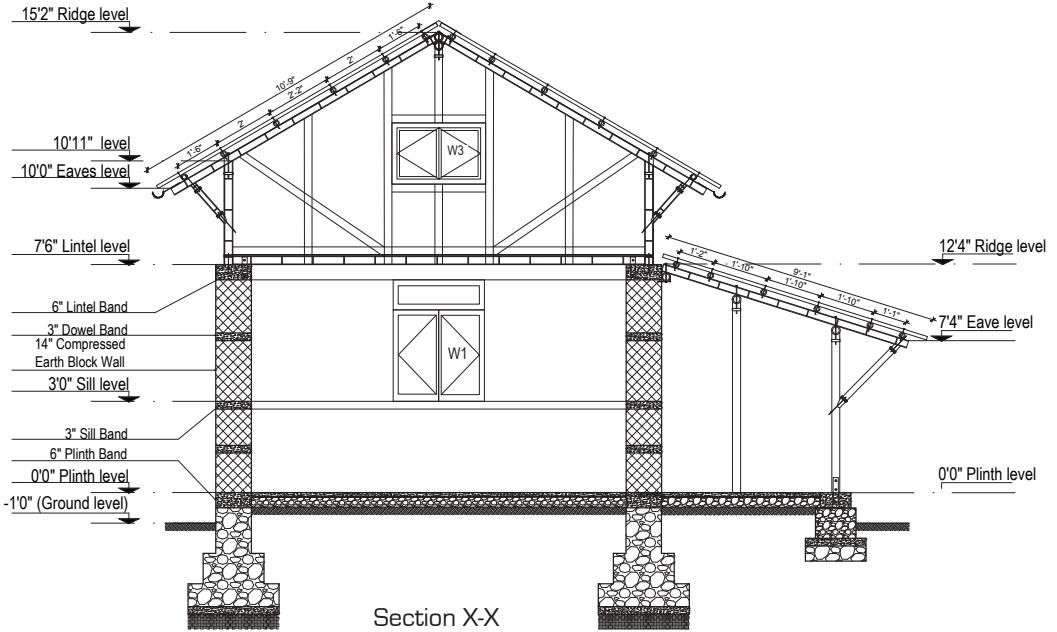 15'2" Ridge level
10'11" level
10'0" Eaves level
7'6" Lintel level
6" Lintel Band
3" Dowel Band
14" Compressed
Earth Block Wall
3'0" Sill level
3" Sill Band
6" Plinth Band
0'0" Plinth level
-1'0" (Ground level)
1'-6"
2'
10'-9"
2'-2"
2'
1'-6"
W3
W1
12'4" Ridge level
1'-2"
1'-10"
9'-1"
1'-10"
1'-10"
1'-1"
7'4" Eave level
0'0" Plinth level
Section X-X